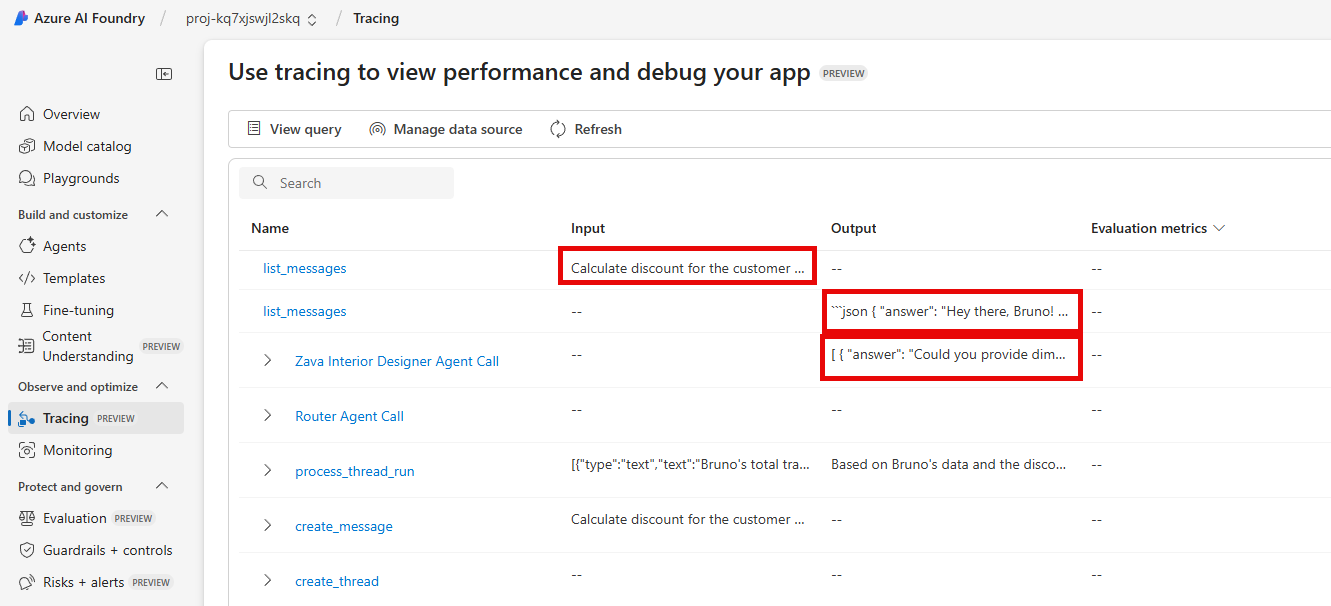 Azure AI Foundry / proj-kq7xjswjl2skq / Tracing
Overview
Model catalog
Playgrounds
Build and customize
Agents
Templates
Fine-tuning
Content
Understanding PREVIEW
Observe and optimize
Tracing PREVIEW
Monitoring
Protect and govern
Evaluation PREVIEW
Guardrails + controls
Risks + alerts PREVIEW
Use tracing to view performance and debug your app PREVIEW
View query Manage data source Refresh
Search
Name Input Output Evaluation metrics
list_messages Calculate discount for the customer ... -- --
list_messages -- ```json { "answer": "Hey there, Bruno! ... --
Zava Interior Designer Agent Call -- [ { "answer": "Could you provide dim... --
Router Agent Call -- -- --
process_thread_run [{"type":"text","text":"Bruno's total tra... Based on Bruno's data and the disco... --
create_message Calculate discount for the customer ... -- --
create_thread -- -- --